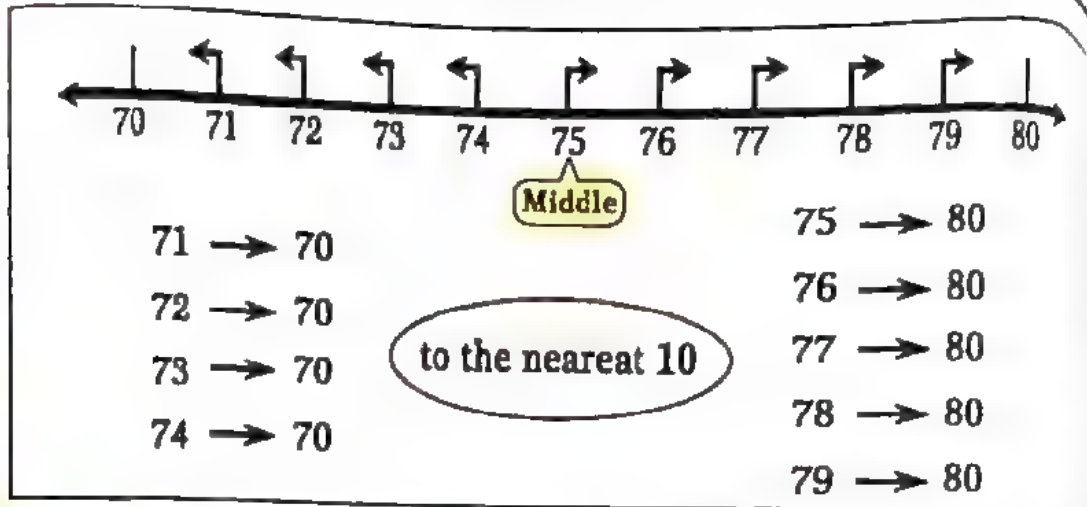 70 71 72 73 74 75 76 77 78 79 80
Middle
71 → 70
72 → 70
73 → 70
74 → 70
to the neareat 10
75 → 80
76 → 80
77 → 80
78 → 80
79 → 80